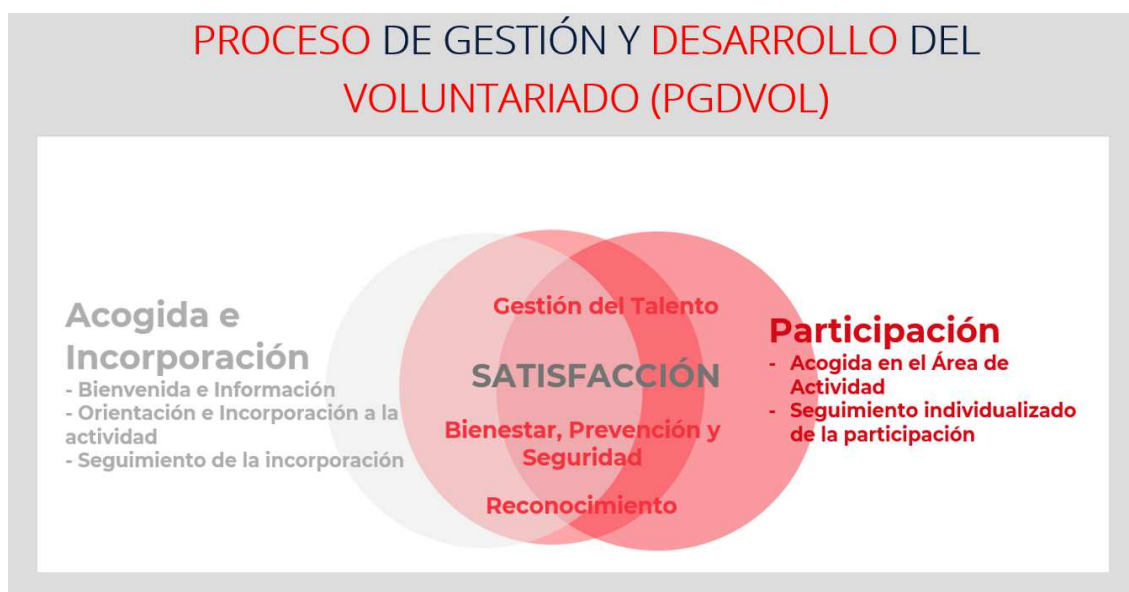 PROCESO DE GESTIÓN Y DESARROLLO DEL
VOLUNTARIADO (PGDVOL)
Acogida e
Incorporación
- Bienvenida e Información
- Orientación e Incorporación a la
actividad
- Seguimiento de la incorporación
Gestión del Talento
SATISFACCIÓN
Bienestar, Prevención y
Seguridad
Reconocimiento
Participación
- Acogida en el Área de
Actividad
- Seguimiento individualizado
de la participación